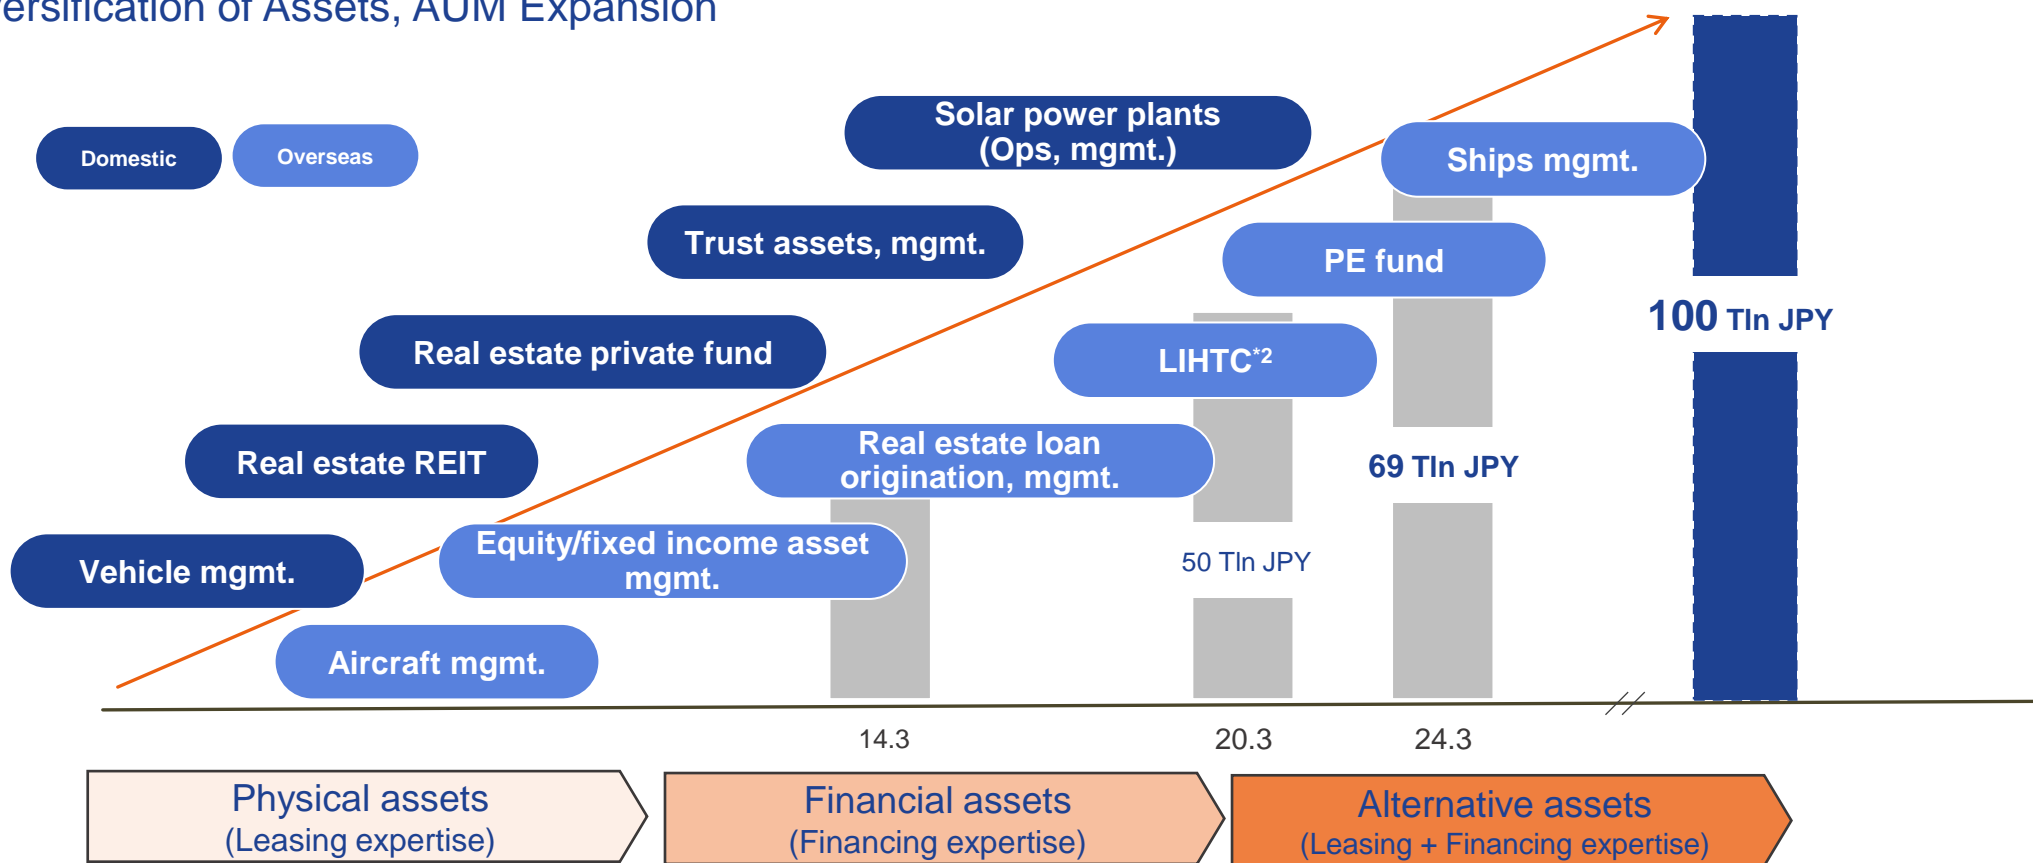 ersification of Assets, AUM Expansion
Domestic
Overseas
Solar power plants
(Ops, mgmt.)
Ships mgmt.
Trust assets, mgmt.
PE fund
Real estate private fund
LIHTC*2
100 Tln JPY
Real estate REIT
Real estate loan
origination, mgmt.
69 Tln JPY
Vehicle mgmt.
Equity/fixed income asset
mgmt.
50 Tln JPY
Aircraft mgmt.
14.3
20.3
24.3
Physical assets
(Leasing expertise)
Financial assets
(Financing expertise)
Alternative assets
(Leasing + Financing expertise)